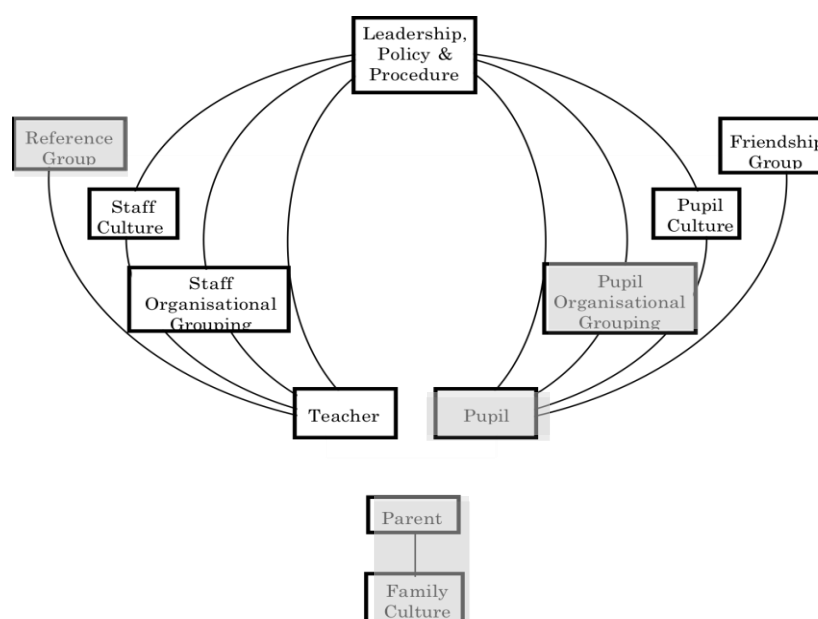 Leadership,
Policy &
Procedure
Reference
Group
Friendship
Group
Staff
Culture
Pupil
Culture
Staff
Organisational
Grouping
Pupil
Organisational
Grouping
Teacher
Pupil
Parent
Family
Culture